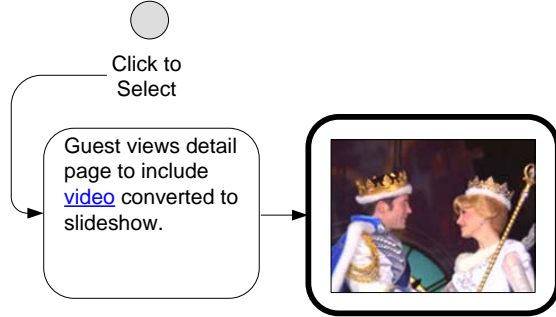 Click to
Select
Guest views detail
page to include
video converted to
slideshow.